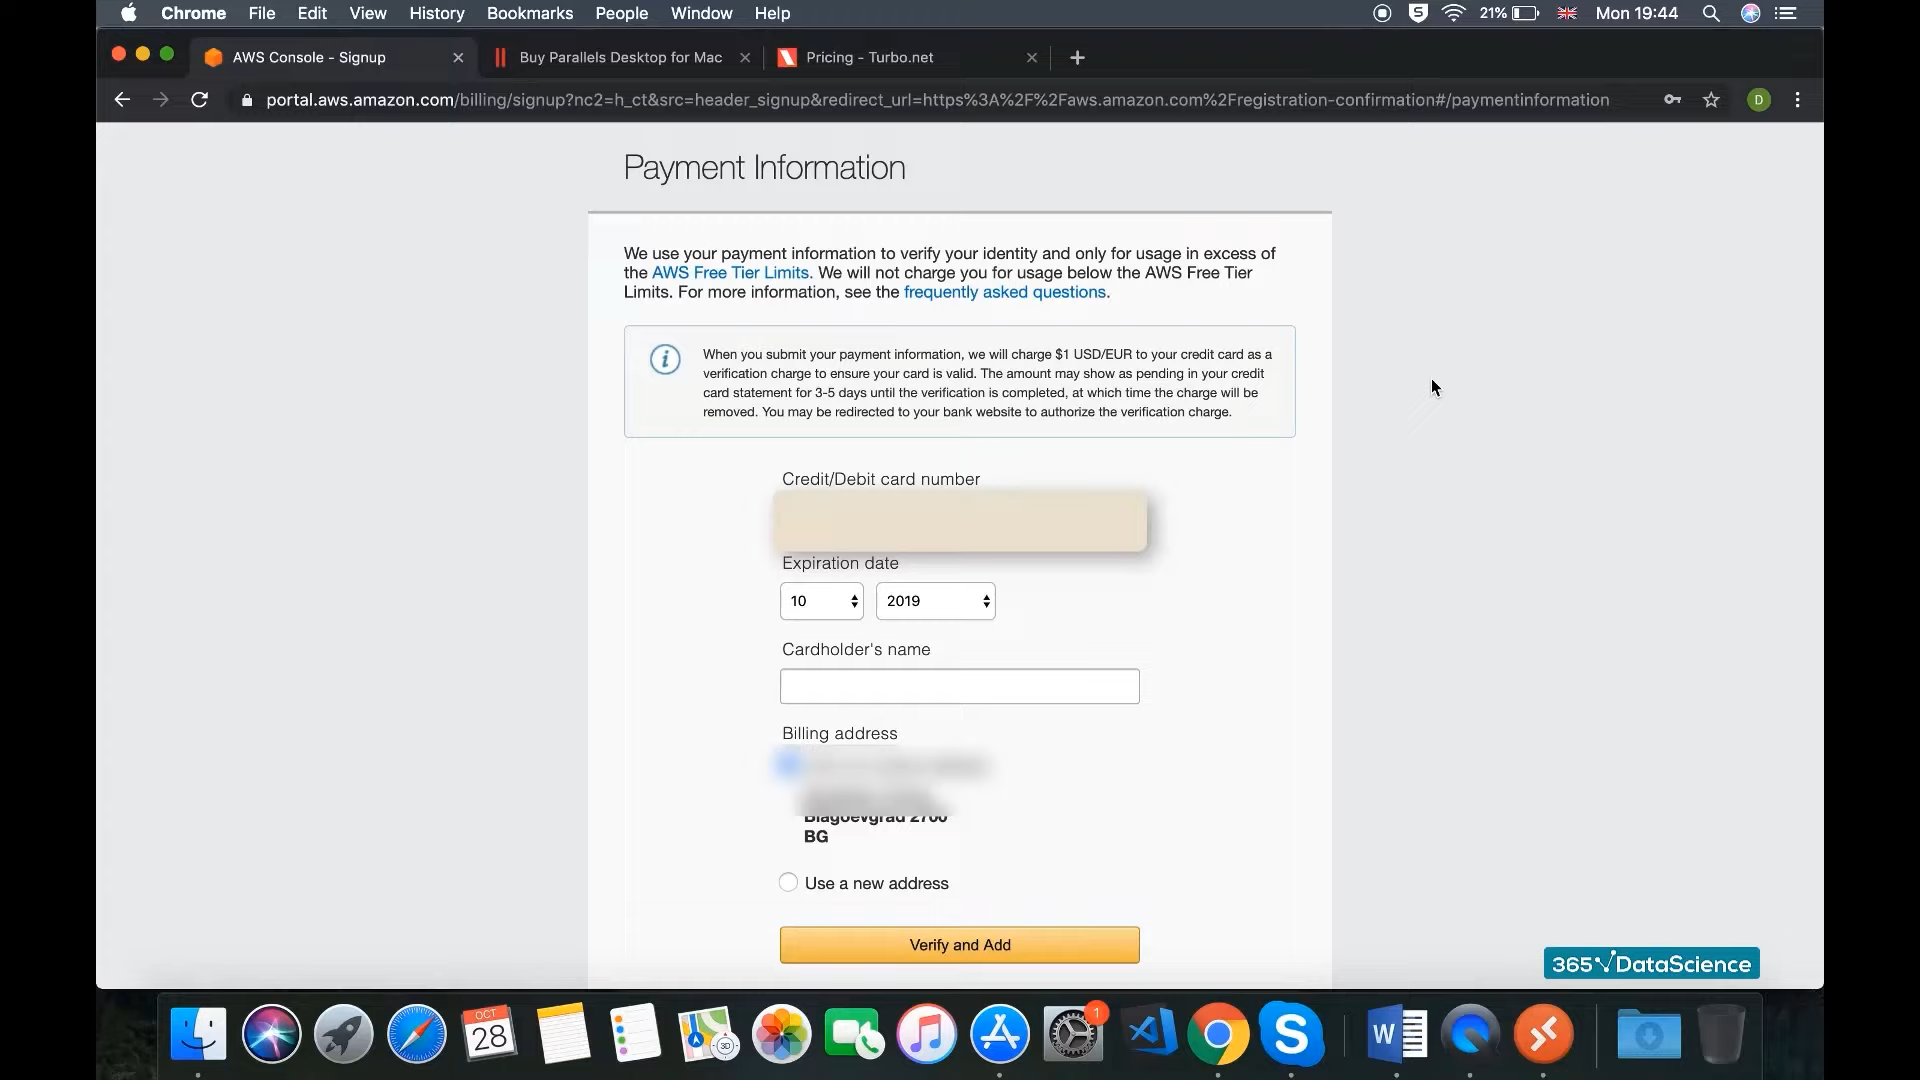 Chrome File Edit View History Bookmarks People Window Help
S 21% Mon 19:44
AWS Console - Signup
Buy Parallels Desktop for Mac
Pricing - Turbo.net
portal.aws.amazon.com/billing/signup?nc2=h_ct&src=header_signup&redirect_url=https%3A%2F%2Faws.amazon.com%2Fregistration-confirmation#/paymentinformation
D
Payment Information
We use your payment information to verify your identity and only for usage in excess of
the AWS Free Tier Limits. We will not charge you for usage below the AWS Free Tier
Limits. For more information, see the frequently asked questions.
i
When you submit your payment information, we will charge $1 USD/EUR to your credit card as a
verification charge to ensure your card is valid. The amount may show as pending in your credit
card statement for 3-5 days until the verification is completed, at which time the charge will be
removed. You may be redirected to your bank website to authorize the verification charge.
Credit/Debit card number
Expiration date
10 2019
Cardholder's name
Billing address
Blagoevgrad 2700
BG
Use a new address
Verify and Add
365 DataScience
OCT
28
3D
1
S
W